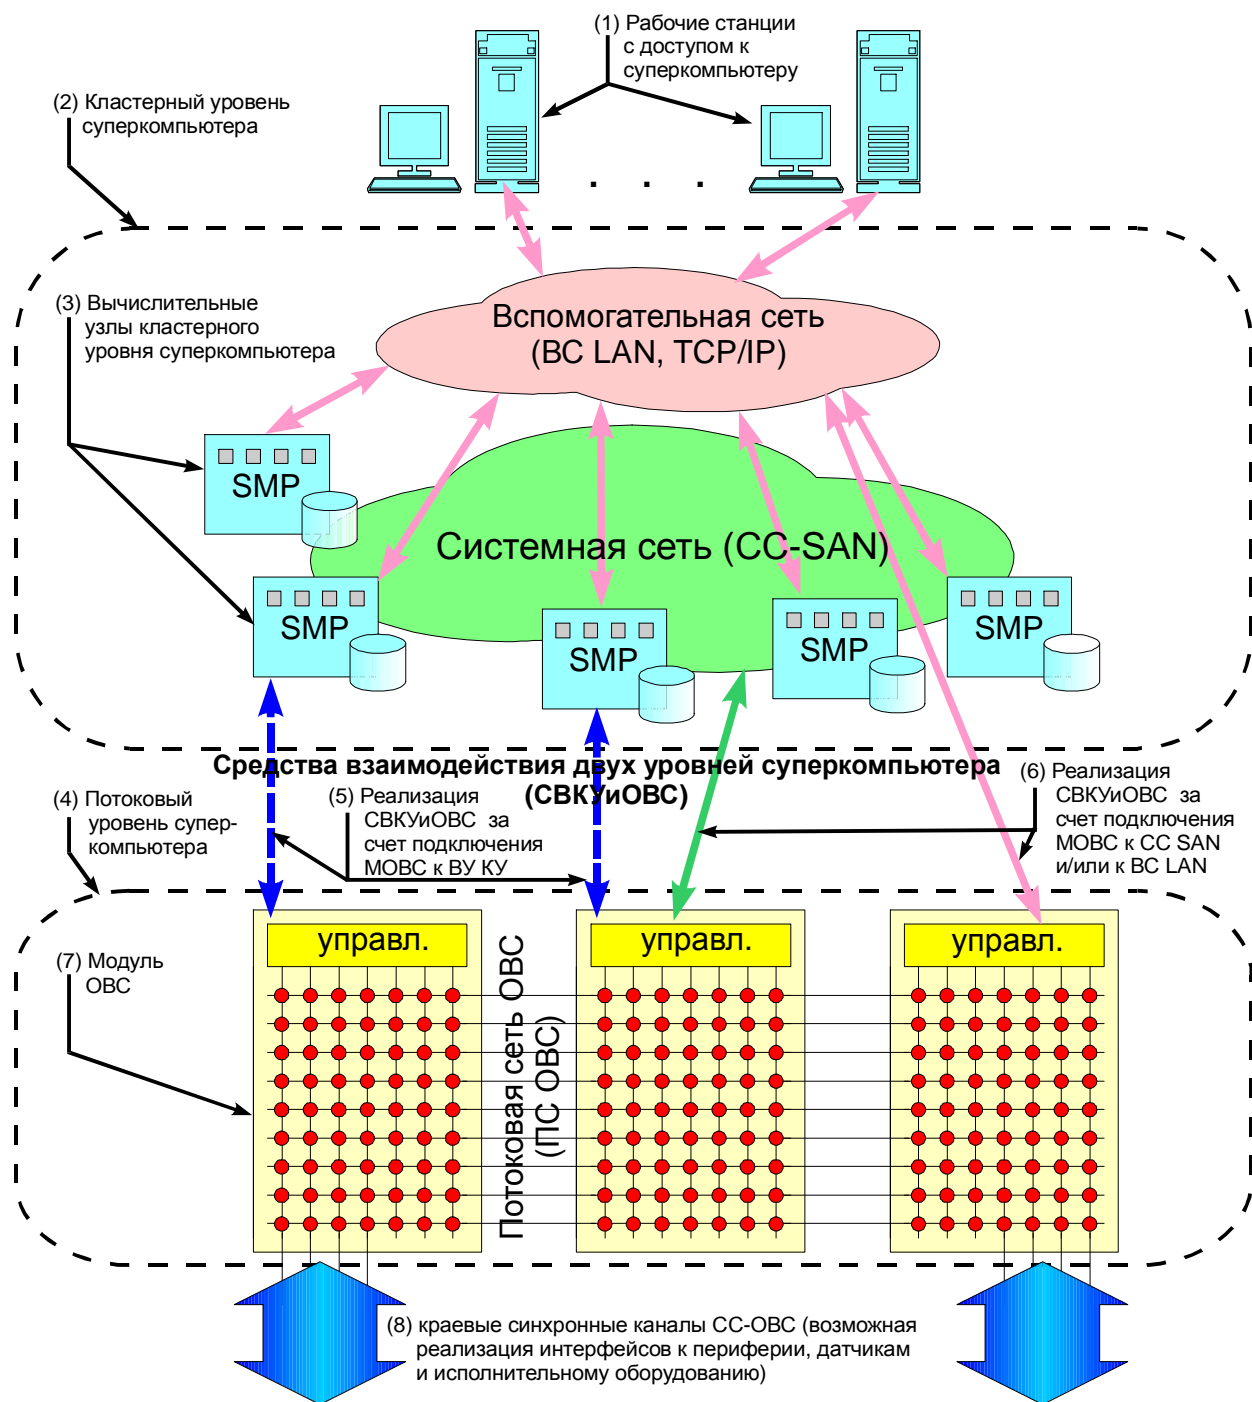 (1) Рабочие станции
с доступом к
суперкомпьютеру
(2) Кластерный уровень
суперкомпьютера
. . .
(3) Вычислительные
узлы кластерного
уровня суперкомпьютера
Вспомогательная сеть
(ВС LAN, TCP/IP)
SMP
Системная сеть (СС-SAN)
SMP
SMP
SMP
SMP
Средства взаимодействия двух уровней суперкомпьютера
(СВКУиОВС)
(4) Потоковый
уровень супер-
компьютера
(5) Реализация
СВКУиОВС за
счет подключения
МОВС к ВУ КУ
(6) Реализация
СВКУиОВС за
счет подключения
МОВС к СС SAN
и/или к ВС LAN
управл.
управл.
управл.
(7) Модуль
ОВС
Потоковая сеть ОВС
(ПС ОВС)
(8) краевые синхронные каналы СС-ОВС (возможная
реализация интерфейсов к периферии, датчикам
и исполнительному оборудованию)